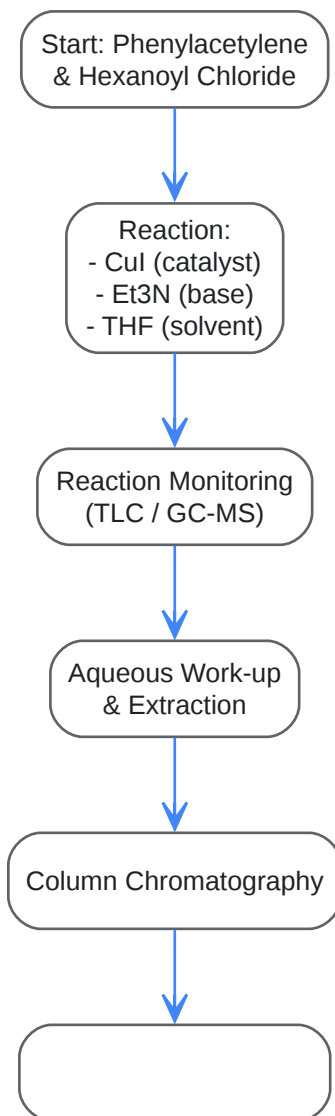 Start: Phenylacetylene
& Hexanoyl Chloride
Reaction:
- CuI (catalyst)
- Et3N (base)
- THF (solvent)
Reaction Monitoring
(TLC / GC-MS)
Aqueous Work-up
& Extraction
Column Chromatography